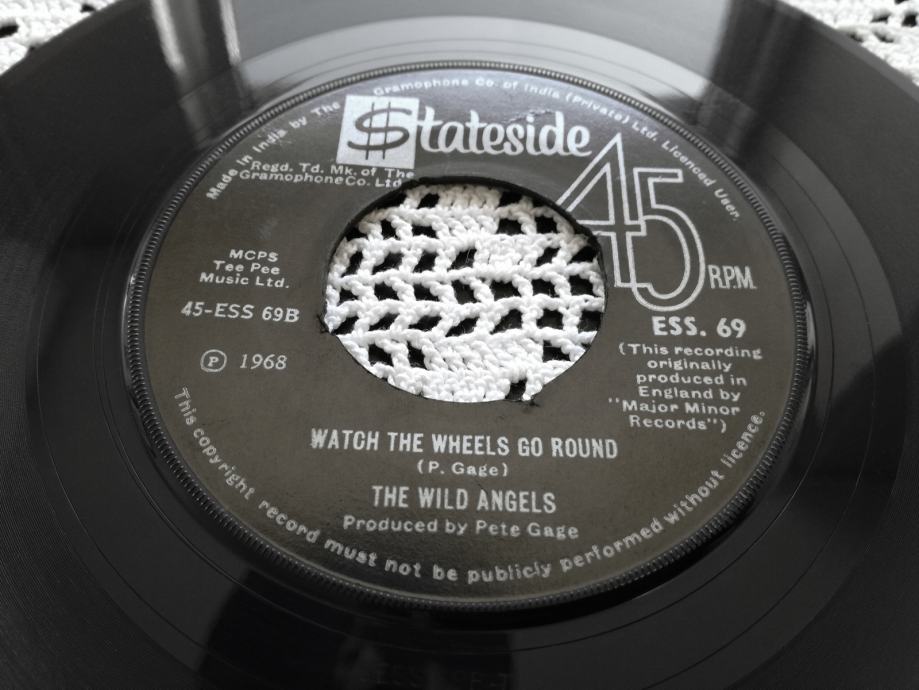 Made in India by The Gramophone Co. of India (Private) Ltd. Licenced User.
$tateside
Regd. Td. Mk. of The
Gramophone Co. Ltd.
45 R.P.M.
MCPS
Tee Pee
Music Ltd.
45-ESS 69B
Ⓟ 1968
ESS. 69
(This recording
originally
produced in
England by
"Major Minor
Records")
WATCH THE WHEELS GO ROUND
(P. Gage)
THE WILD ANGELS
Produced by Pete Gage
This copyright record must not be publicly performed without licence.